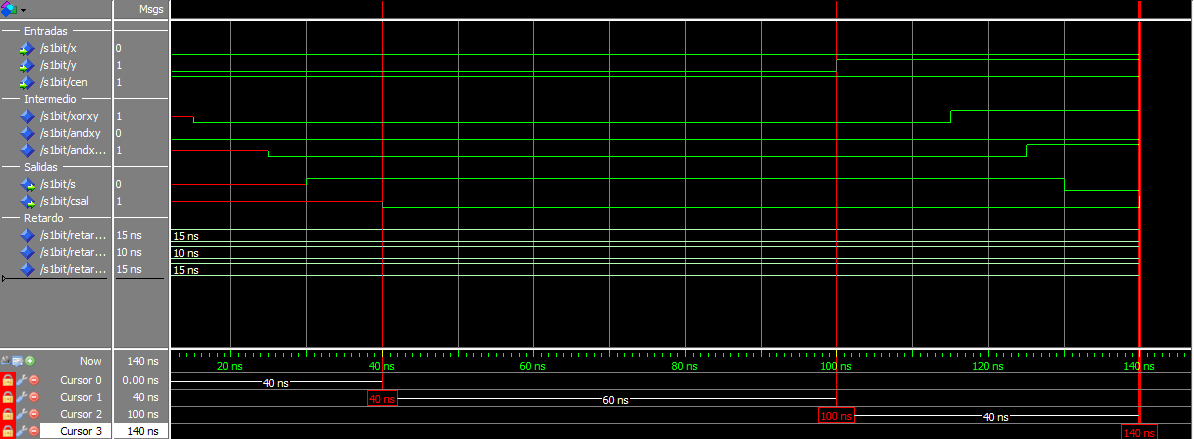 Msgs
Entradas
/s1bit/x 0
/s1bit/y 1
/s1bit/cen 1
Intermedio
/s1bit/xorxy 1
/s1bit/andxy 0
/s1bit/andx... 1
Salidas
/s1bit/s 0
/s1bit/csal 1
Retardo
/s1bit/retar... 15 ns 15 ns
/s1bit/retar... 10 ns 10 ns
/s1bit/retar... 15 ns 15 ns
Now 140 ns 20 ns 40 ns 60 ns 80 ns 100 ns 120 ns 140 ns
Cursor 0 0.00 ns 40 ns
Cursor 1 40 ns 40 ns 60 ns
Cursor 2 100 ns 100 ns 40 ns
Cursor 3 140 ns 140 ns